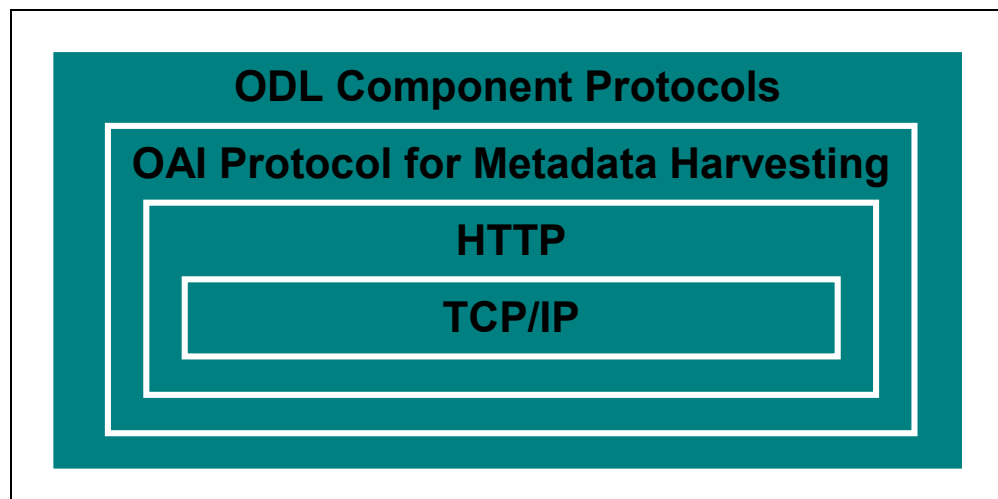 ODL Component Protocols
OAI Protocol for Metadata Harvesting
HTTP
TCP/IP